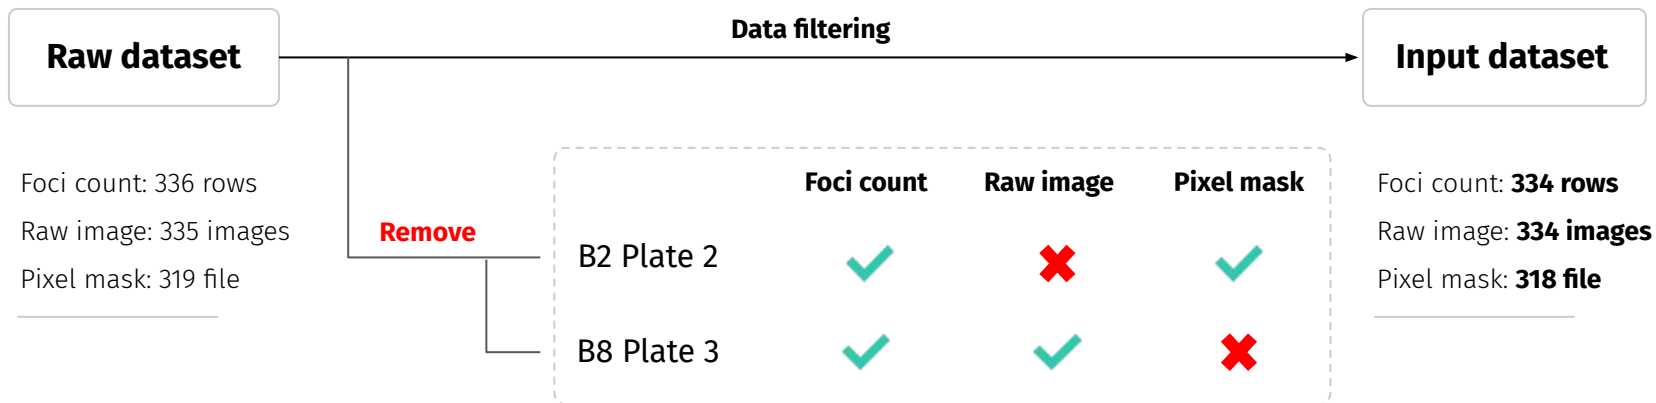 Raw dataset
Data filtering
Input dataset
Foci count: 336 rows
Raw image: 335 images
Pixel mask: 319 file
Remove
Foci count Raw image Pixel mask
B2 Plate 2
B8 Plate 3
Foci count: 334 rows
Raw image: 334 images
Pixel mask: 318 file